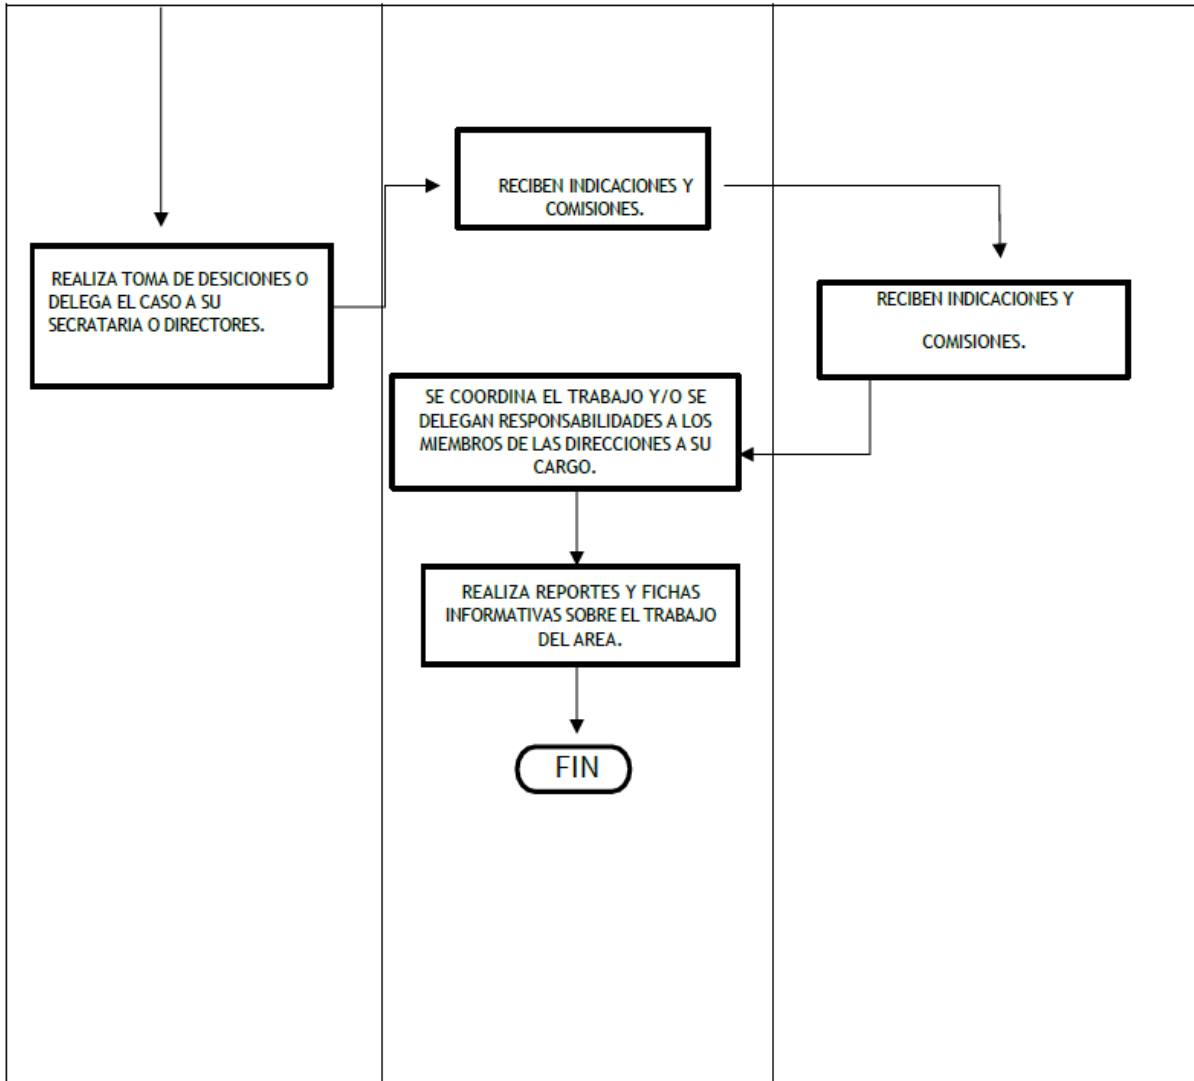 REALIZA TOMA DE DESICIONES O
DELEGA EL CASO A SU
SECRATARIA O DIRECTORES.
RECIBEN INDICACIONES Y
COMISIONES.
RECIBEN INDICACIONES Y
COMISIONES.
SE COORDINA EL TRABAJO Y/O SE
DELEGAN RESPONSABILIDADES A LOS
MIEMBROS DE LAS DIRECCIONES A SU
CARGO.
REALIZA REPORTES Y FICHAS
INFORMATIVAS SOBRE EL TRABAJO
DEL AREA.
FIN